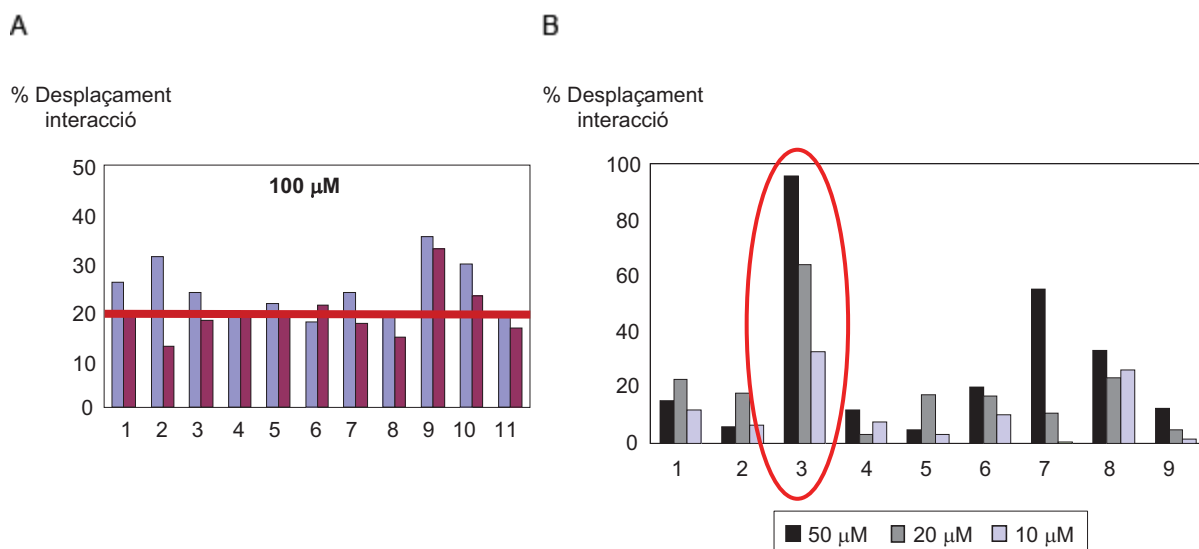 A
% Desplaçament
interacció
50
40
30
20
10
0
100 μM
1 2 3 4 5 6 7 8 9 10 11
B
% Desplaçament
interacció
100
80
60
40
20
0
1 2 3 4 5 6 7 8 9
50 μM 20 μM 10 μM